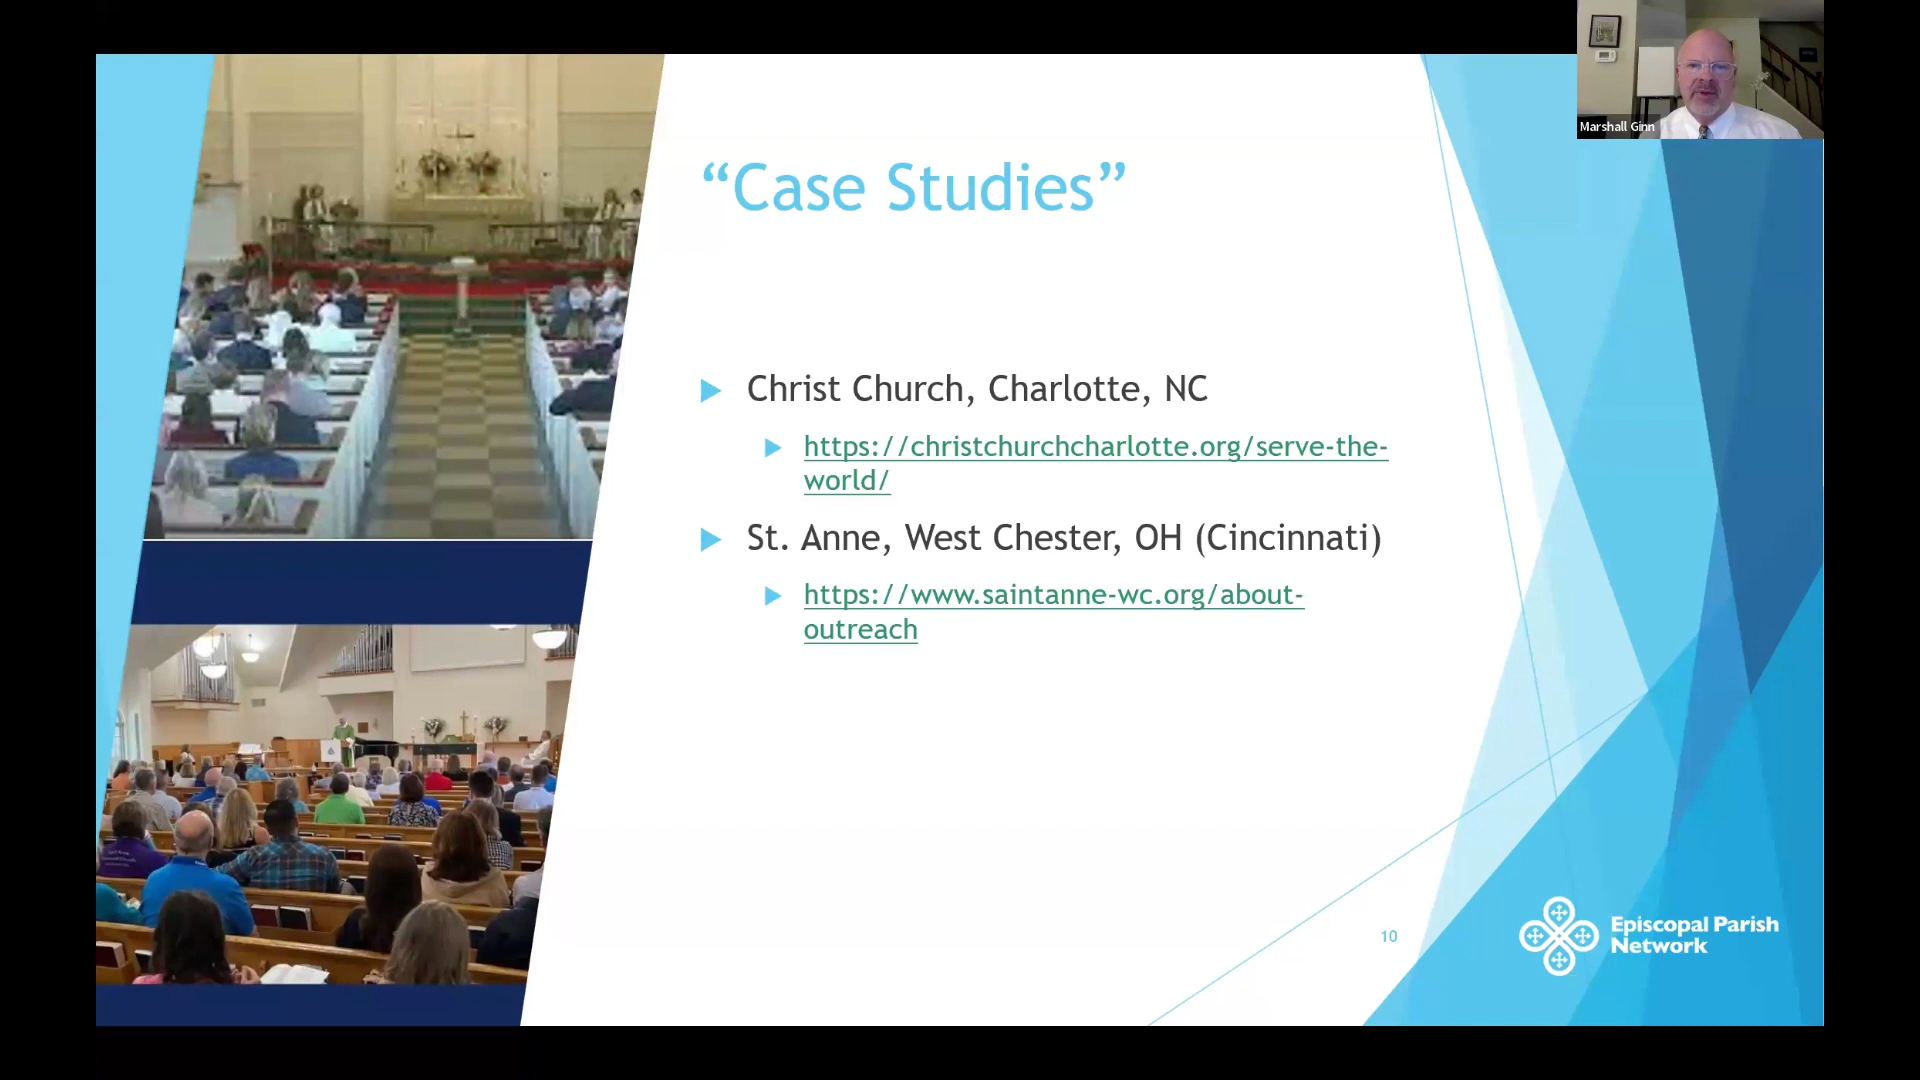 Marshall Ginn
“Case Studies”
Christ Church, Charlotte, NC
https://christchurchcharlotte.org/serve-the-
world/
St. Anne, West Chester, OH (Cincinnati)
https://www.saintanne-wc.org/about-
outreach
10
Episcopal Parish
Network